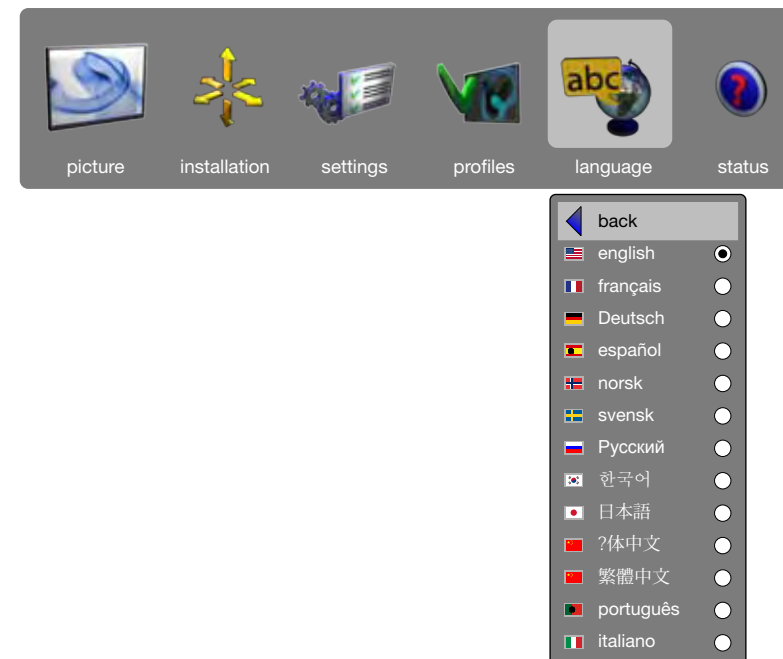 abc
picture installation settings profiles language status
back
english
français
Deutsch
español
norsk
svensk
Русский
한국어
日本語
?体中文
繁體中文
português
italiano